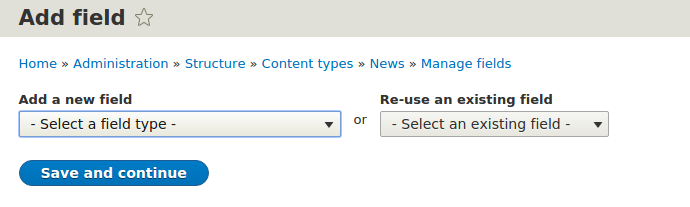 Add field
Home » Administration » Structure » Content types » News » Manage fields
Add a new field
Re-use an existing field
- Select a field type -
or
- Select an existing field -
Save and continue